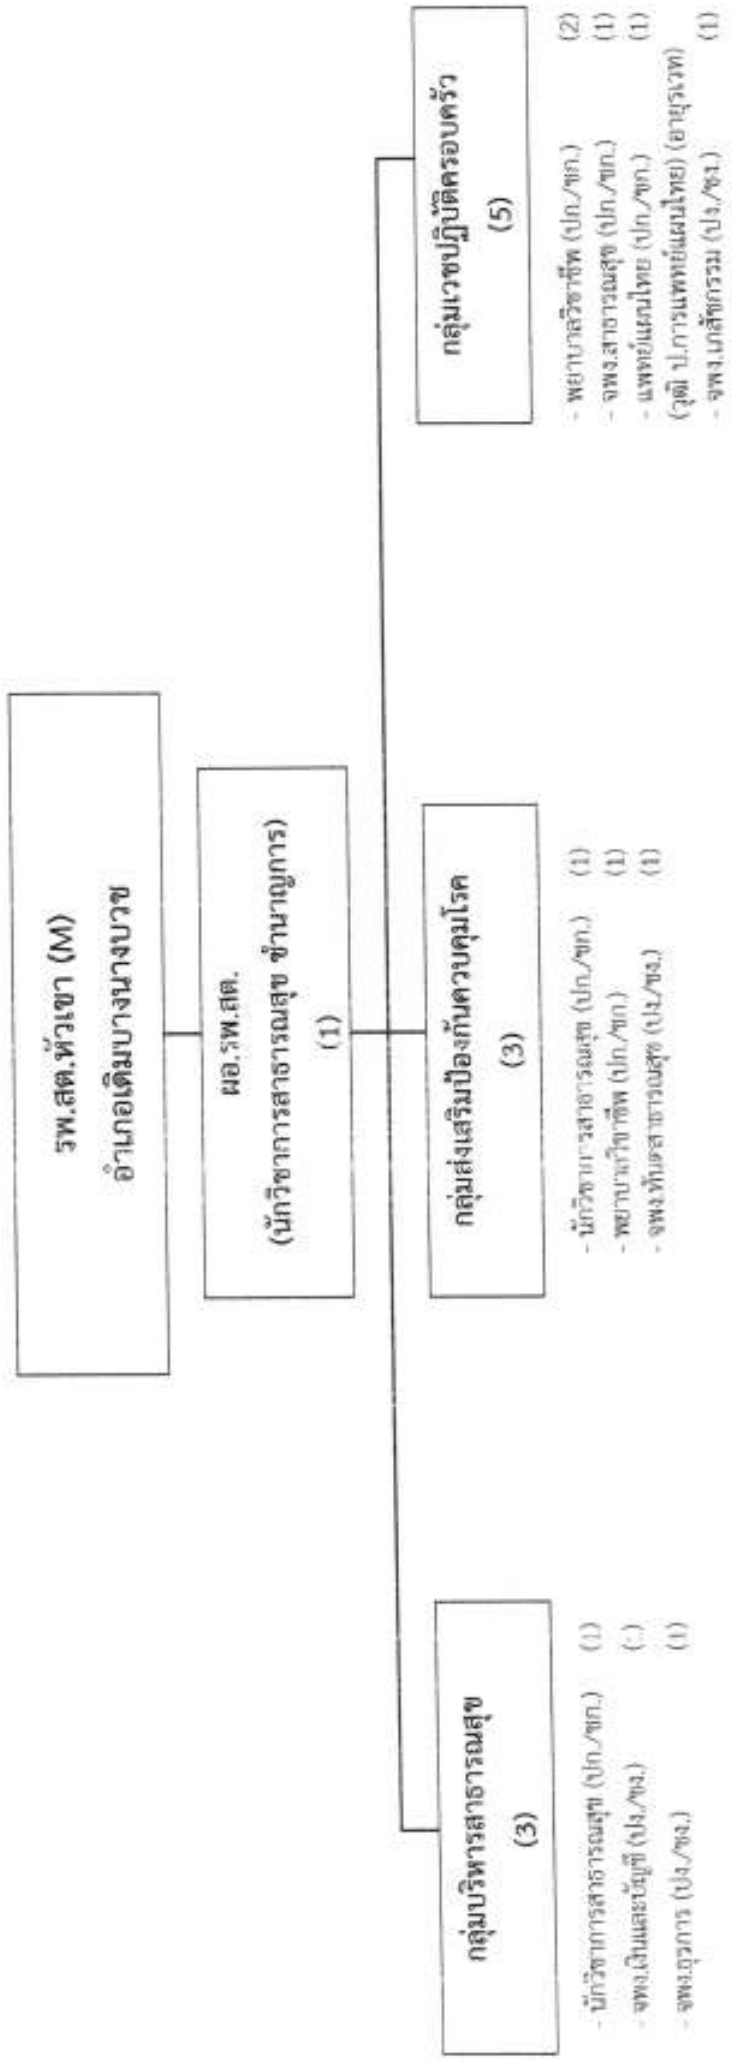 รพ.สต.หัวเขา (M)
อำเภอเดิมบางนางบวช
ผอ.รพ.สต.
(นักวิชาการสาธารณสุข ชำนาญการ)
(1)
กลุ่มบริหารสาธารณสุข
(3)
- นักวิชาการสาธารณสุข (ปก./ชก.) (1)
- จพง.เงินและบัญชี (ปง./ชง.)
- จพง.ธุรการ (ปง./ชง.) (1)
กลุ่มส่งเสริมป้องกันควบคุมโรค
(3)
- นักวิชาการสาธารณสุข (ปก./ชก.) (1)
- พยาบาลวิชาชีพ (ปก./ชก.) (1)
- จพง.ทันตสาธารณสุข (ปง./ชง.) (1)
กลุ่มเวชปฏิบัติครอบครัว
(5)
- พยาบาลวิชาชีพ (ปก./ชก.) (2)
- จพง.สาธารณสุข (ปก./ชก.) (1)
- แพทย์แผนไทย (ปก./ชก.) (1)
(วุฒิ ป.การแพทย์แผนไทย) (อายุรเวท)
- จพง.เภสัชกรรม (ปง./ชง.) (1)